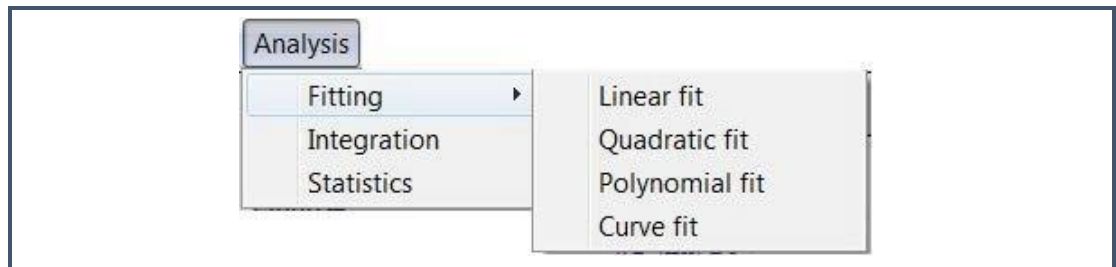 Analysis
Fitting
Integration
Statistics
Linear fit
Quadratic fit
Polynomial fit
Curve fit